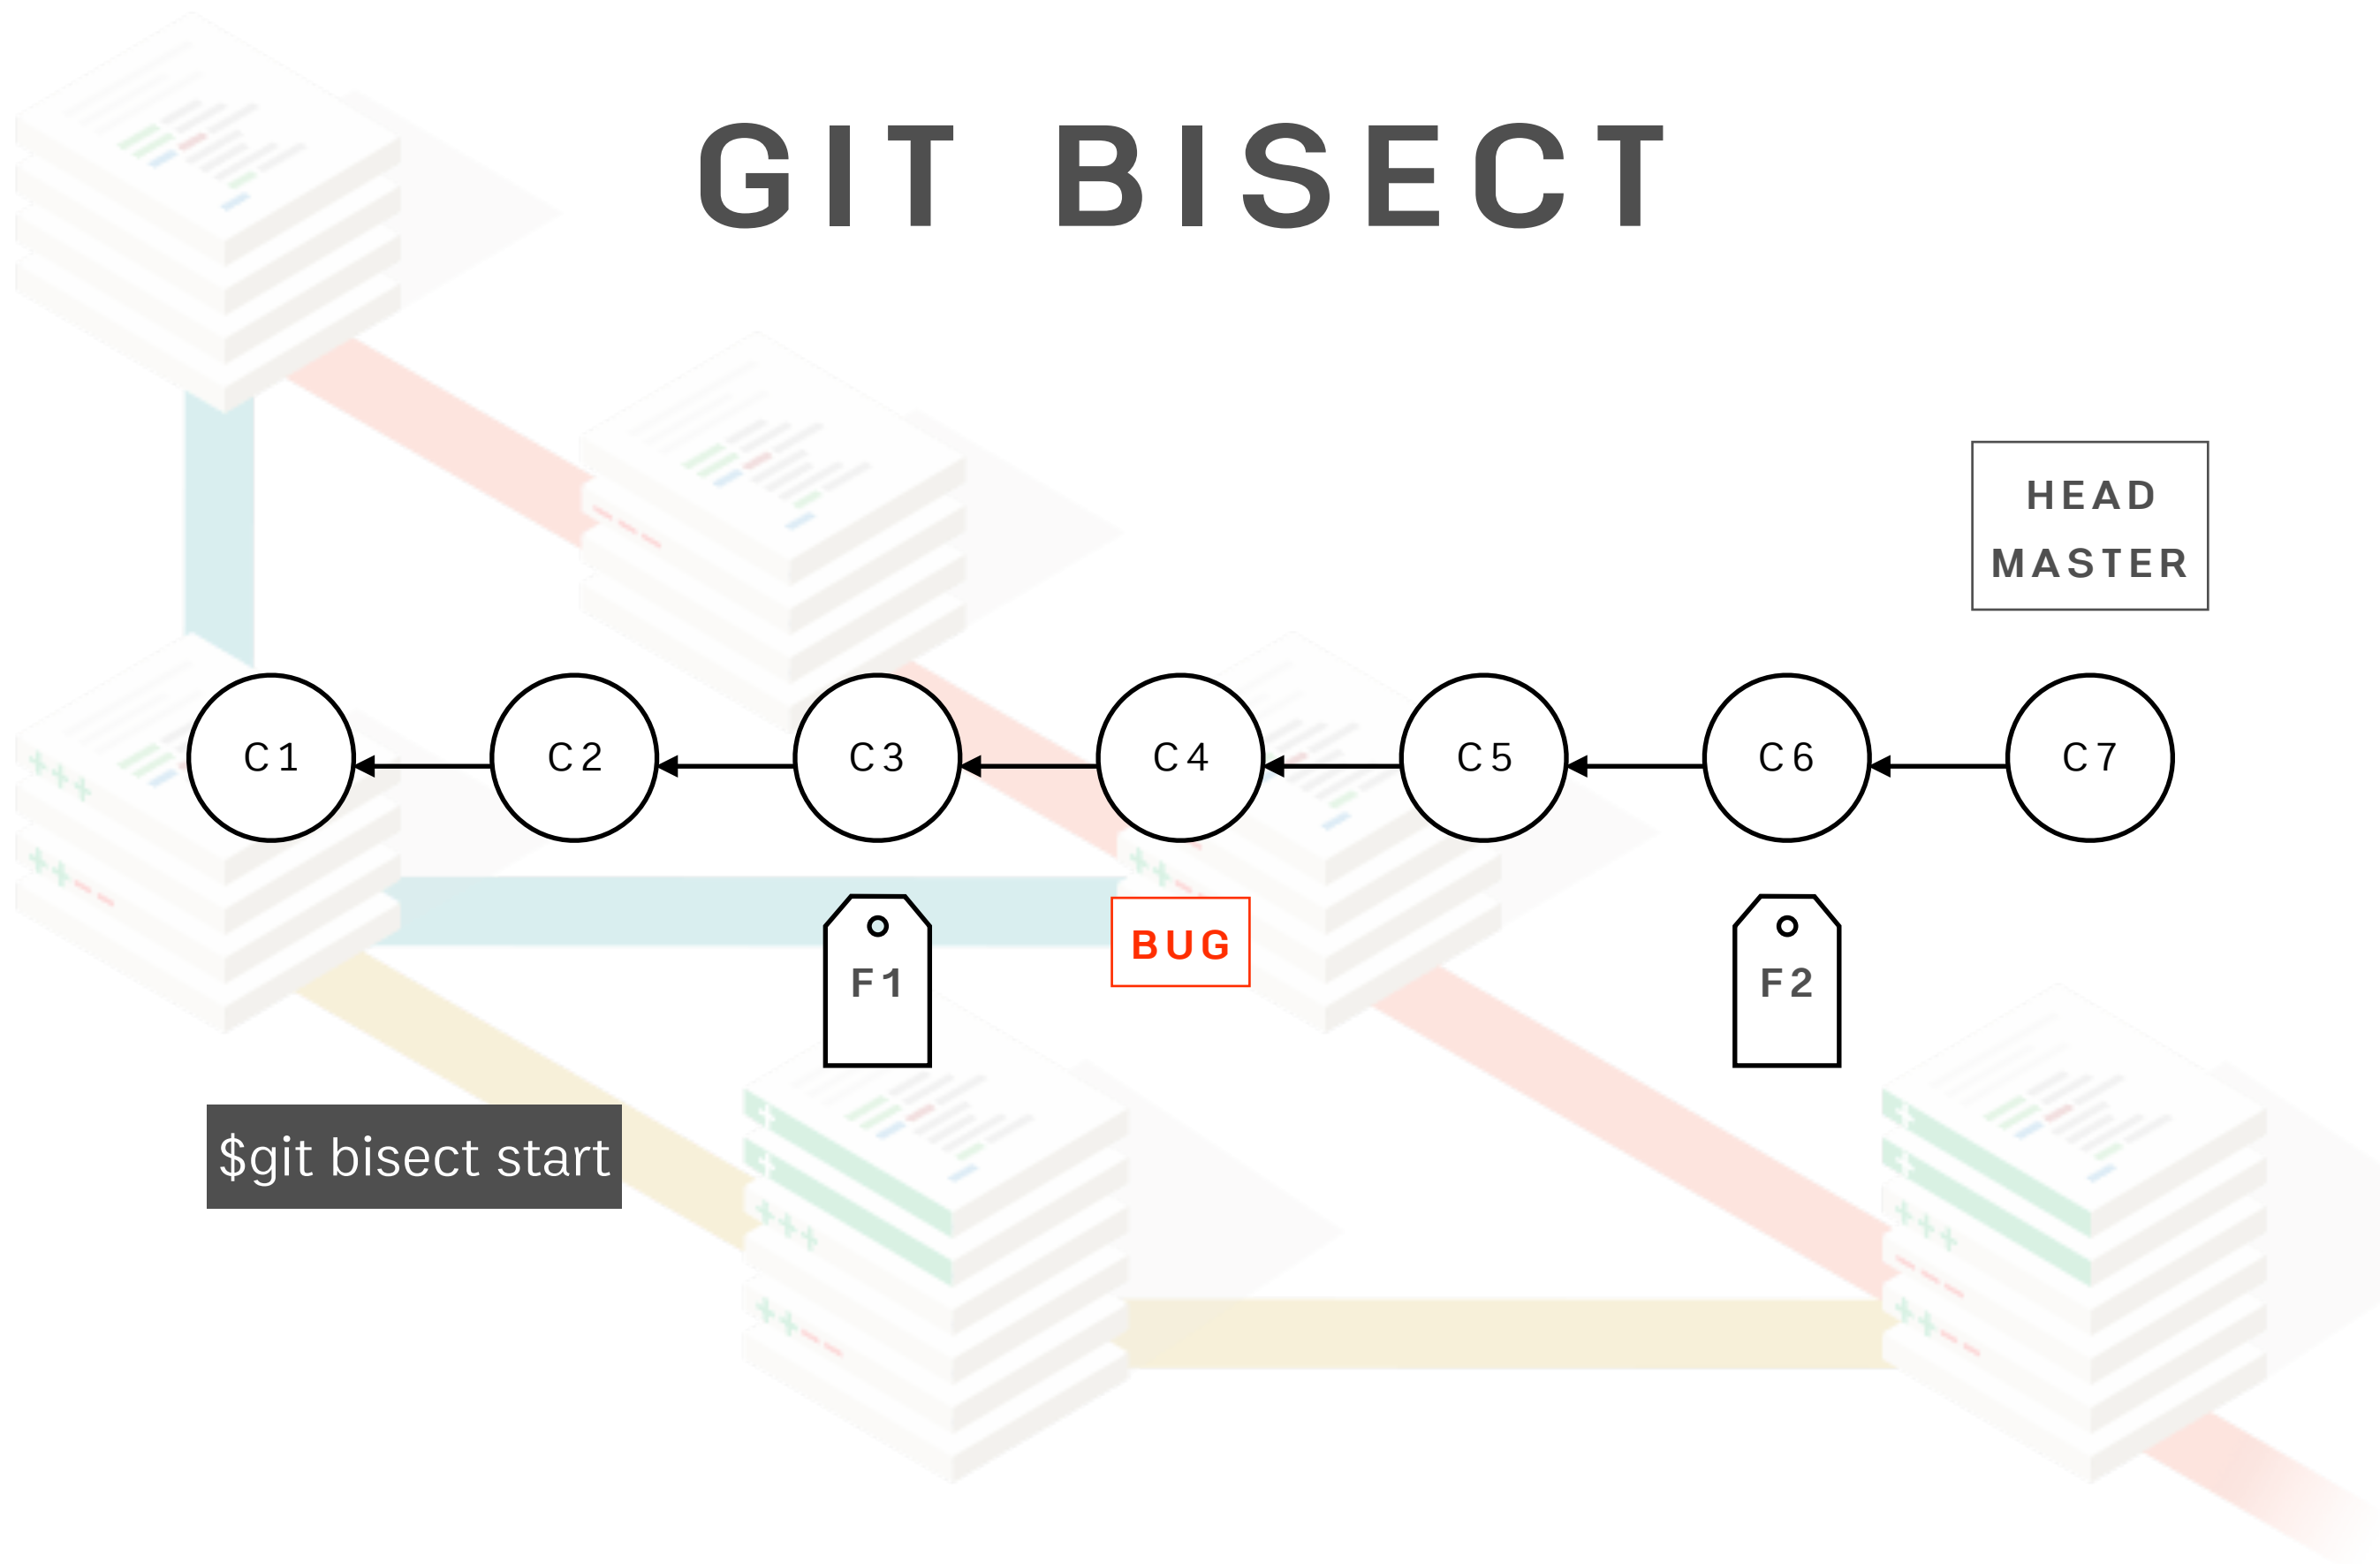 GIT BISECT
HEAD
MASTER
C1
C2
C3
C4
C5
C6
C7
F1
BUG
F2
$git bisect start